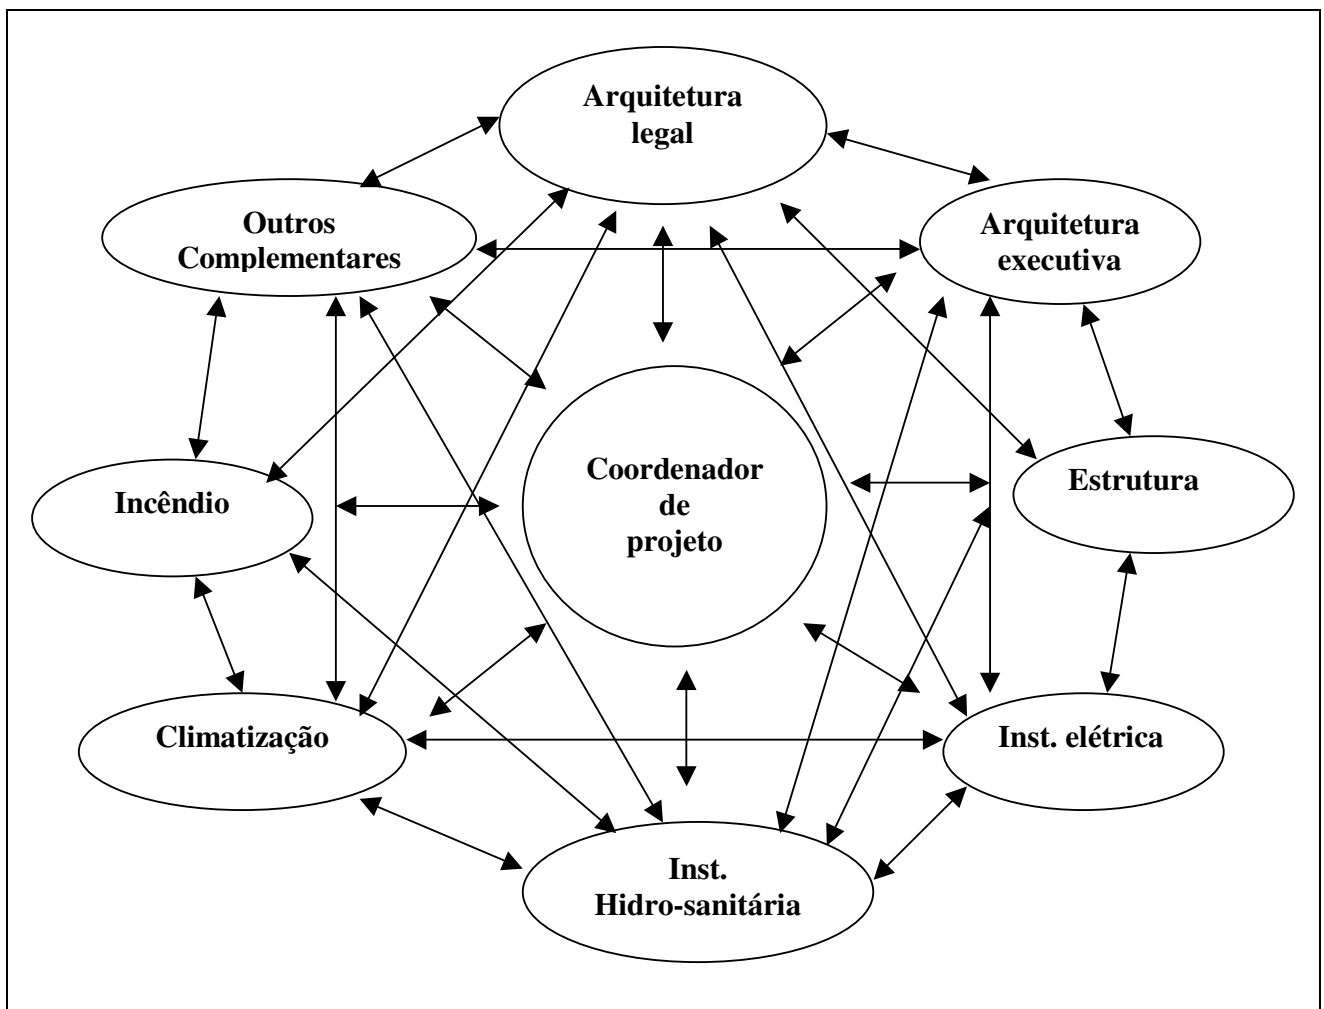 Arquitetura
legal
Outros
Complementares
Arquitetura
executiva
Coordenador
de
projeto
Estrutura
Incêndio
Climatização
Inst. elétrica
Inst.
Hidro-sanitária